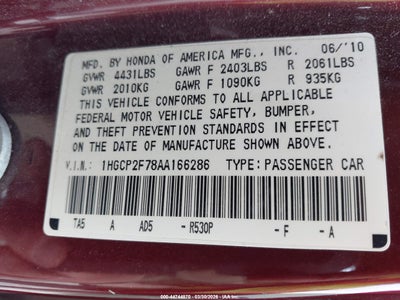 MFD. BY HONDA OF AMERICA MFG., INC. 06/'10
GVWR 4431LBS GAWR F 2403LBS R 2061LBS
GVWR 2010KG GAWR F 1090KG R 935KG
THIS VEHICLE CONFORMS TO ALL APPLICABLE
FEDERAL MOTOR VEHICLE SAFETY, BUMPER,
AND THEFT PREVENTION STANDARDS IN EFFECT
ON THE DATE OF MANUFACTURE SHOWN ABOVE.
V.I.N.: 1HGCP2F78AA166286 TYPE: PASSENGER CAR
TA5 A AD5 - R530P - F - A